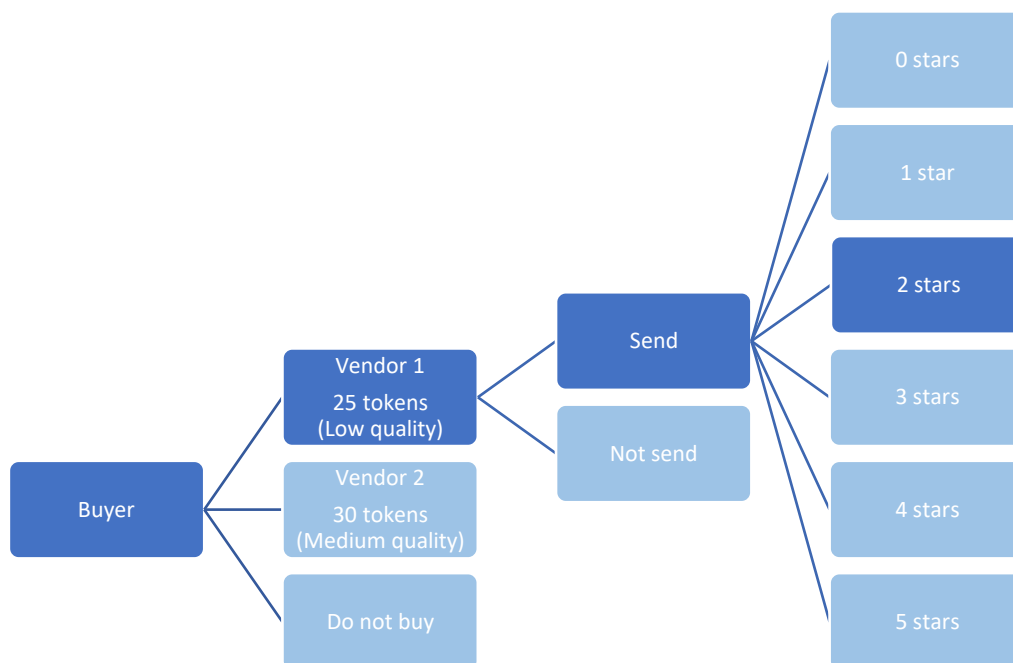 Buyer
Vendor 1
25 tokens
(Low quality)
Vendor 2
30 tokens
(Medium quality)
Do not buy
Send
Not send
0 stars
1 star
2 stars
3 stars
4 stars
5 stars